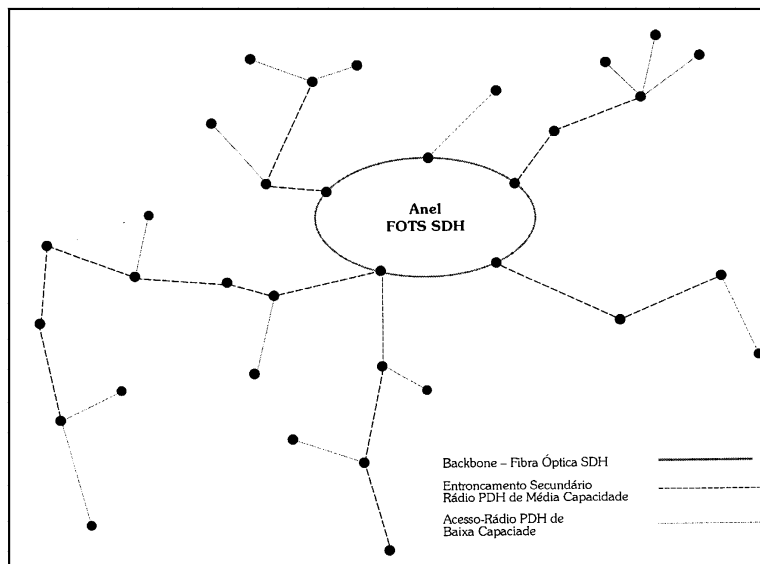 Anel
FOTS SDH
Backbone – Fibra Óptica SDH
Entroncamento Secundário
Rádio PDH de Média Capacidade
Acesso-Rádio PDH de
Baixa Capaciade